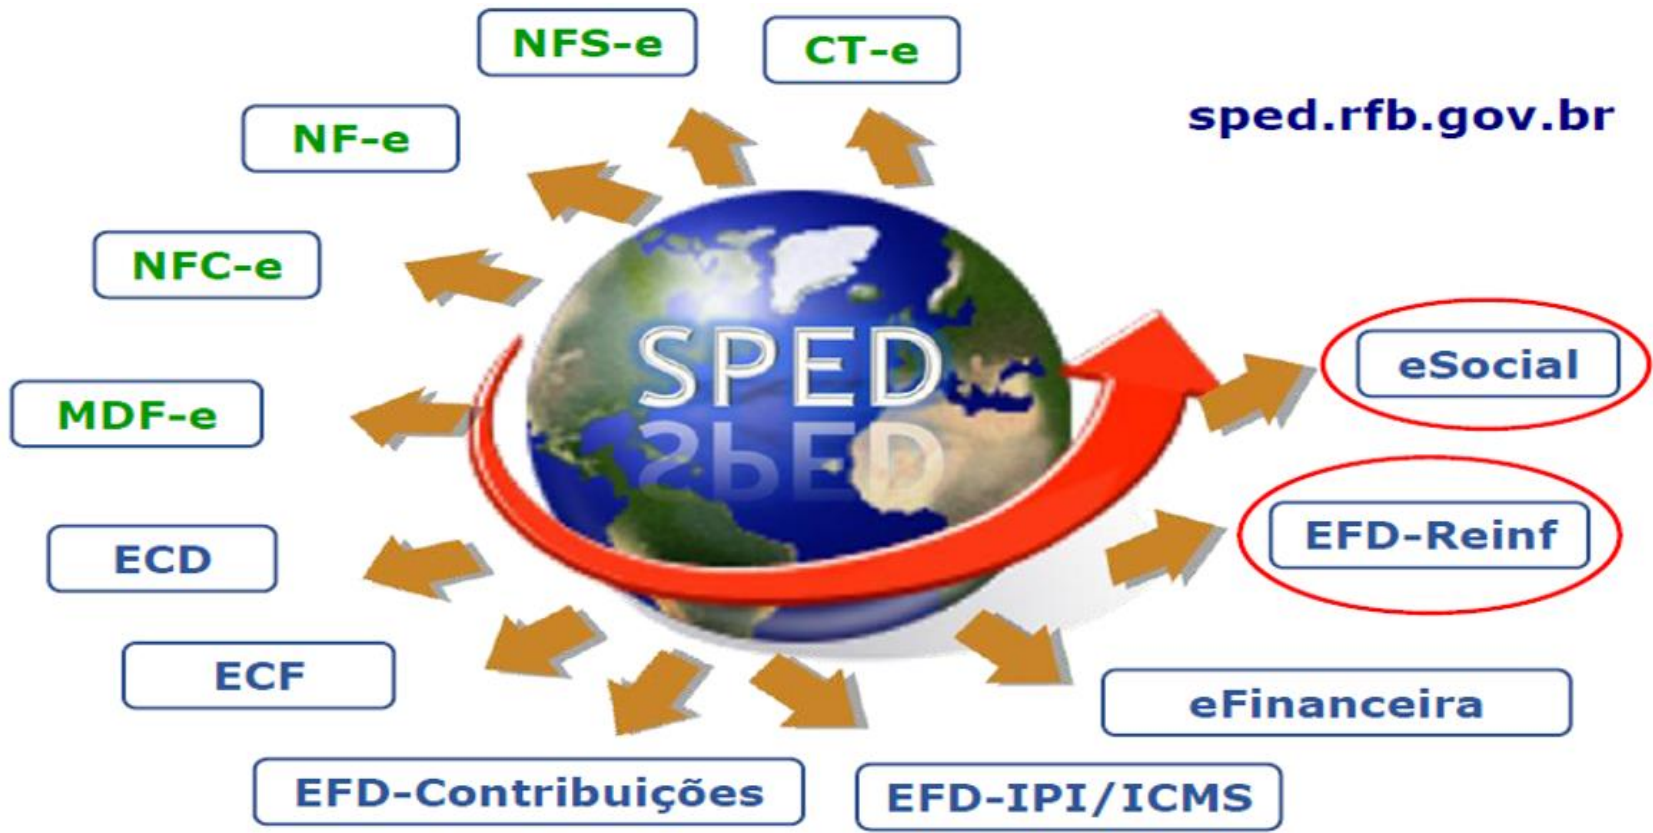 NFS-e
CT-e
sped.rfb.gov.br
NF-e
NFC-e
SPED
SPED
eSocial
MDF-e
EFD-Reinf
ECD
ECF
eFinanceira
EFD-Contribuições
EFD-IPI/ICMS